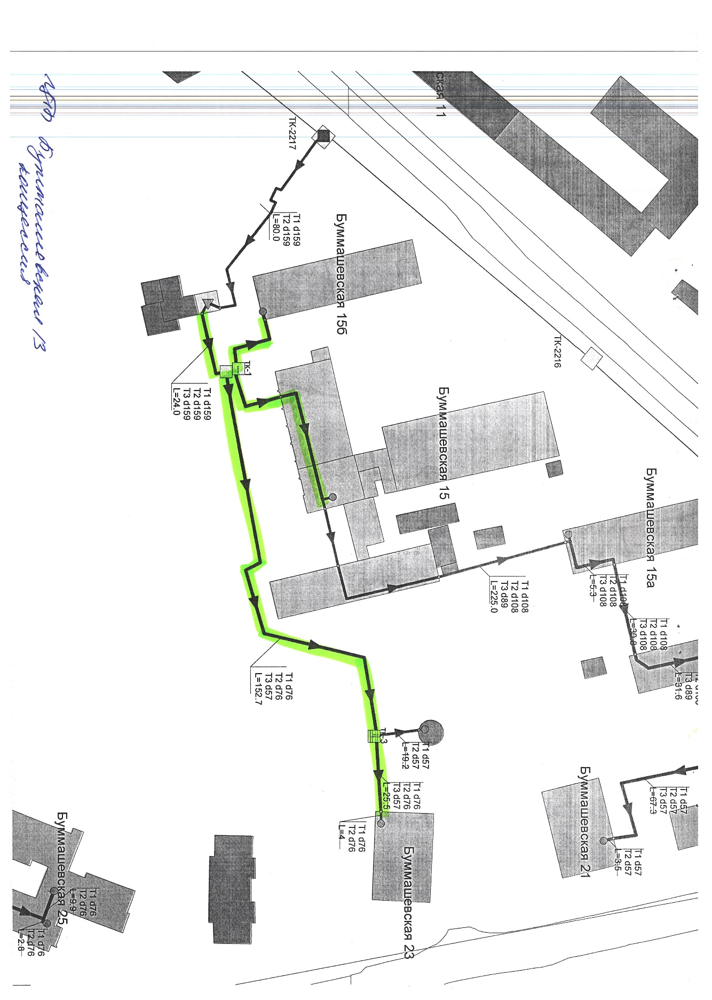 ская 11
ТК-2217
Т1 d159
Т2 d159
L=80.0
Буммашевская 15б
ТК-2216
ТК-1
Т1 d159
Т2 d159
Т3 d159
L=24.0
Буммашевская 15
Буммашевская 15а
Т1 d108
Т2 d108
Т3 d89
L=225.0
Т1 d108
Т2 d108
Т3 d108
L=5.3
Т1 d108
Т2 d108
Т3 d108
L=30.8
Т3 d89
L=31.6
Т1 d76
Т2 d76
Т3 d57
L=152.7
Т1 d57
Т2 d57
L=19.2
Т1 d76
Т2 d76
Т3 d57
L=25.5
Т1 d76
Т2 d76
L=4
Буммашевская 23
Буммашевская 21
Т1 d57
Т2 d57
Т3 d57
L=67.3
Т1 d57
Т2 d57
L=3.5
Буммашевская 25
Т1 d76
Т2 d76
L=9.9
Т1 d76
Т2 d76
L=2.8
концессия